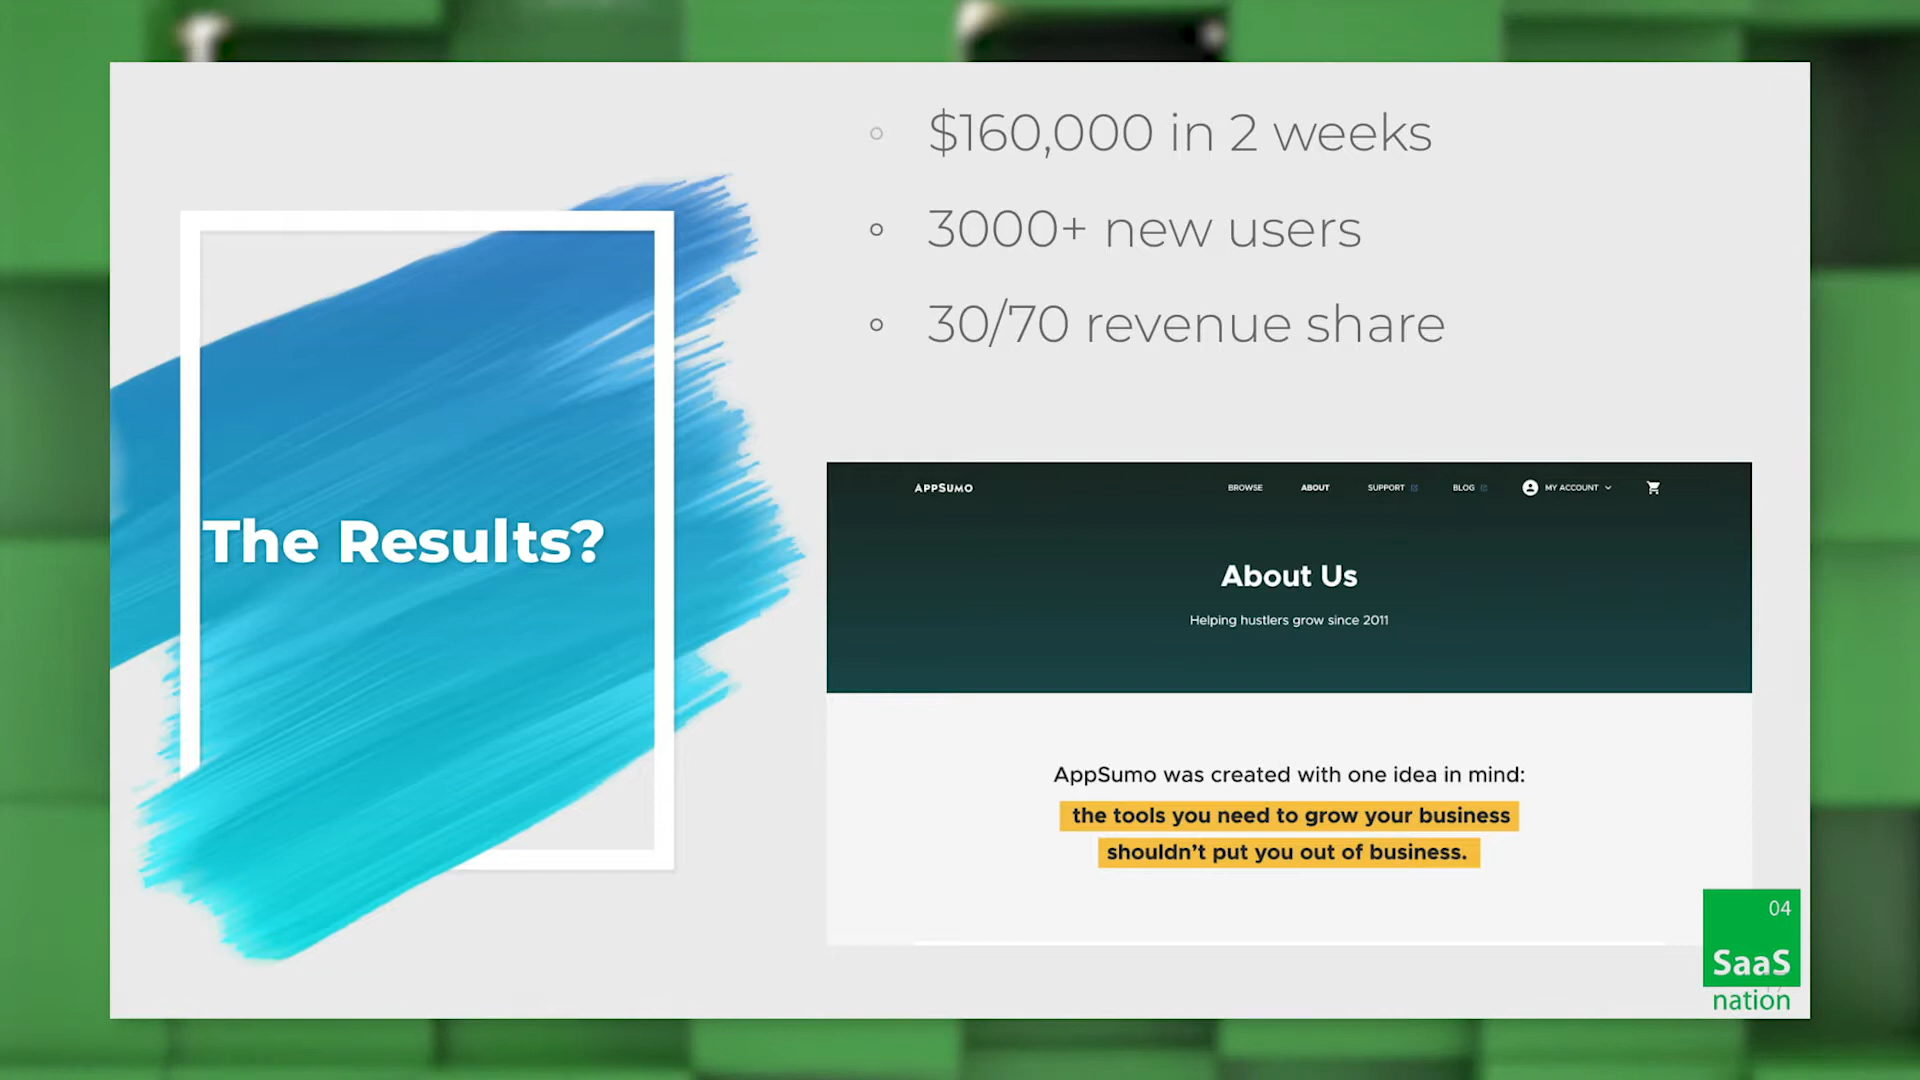 $160,000 in 2 weeks
3000+ new users
30/70 revenue share
The Results?
APPSUMO
BROWSE
ABOUT
SUPPORT
BLOG
MY ACCOUNT
About Us
Helping hustlers grow since 2011
AppSumo was created with one idea in mind:
the tools you need to grow your business
shouldn't put you out of business.
04
SaaS
nation